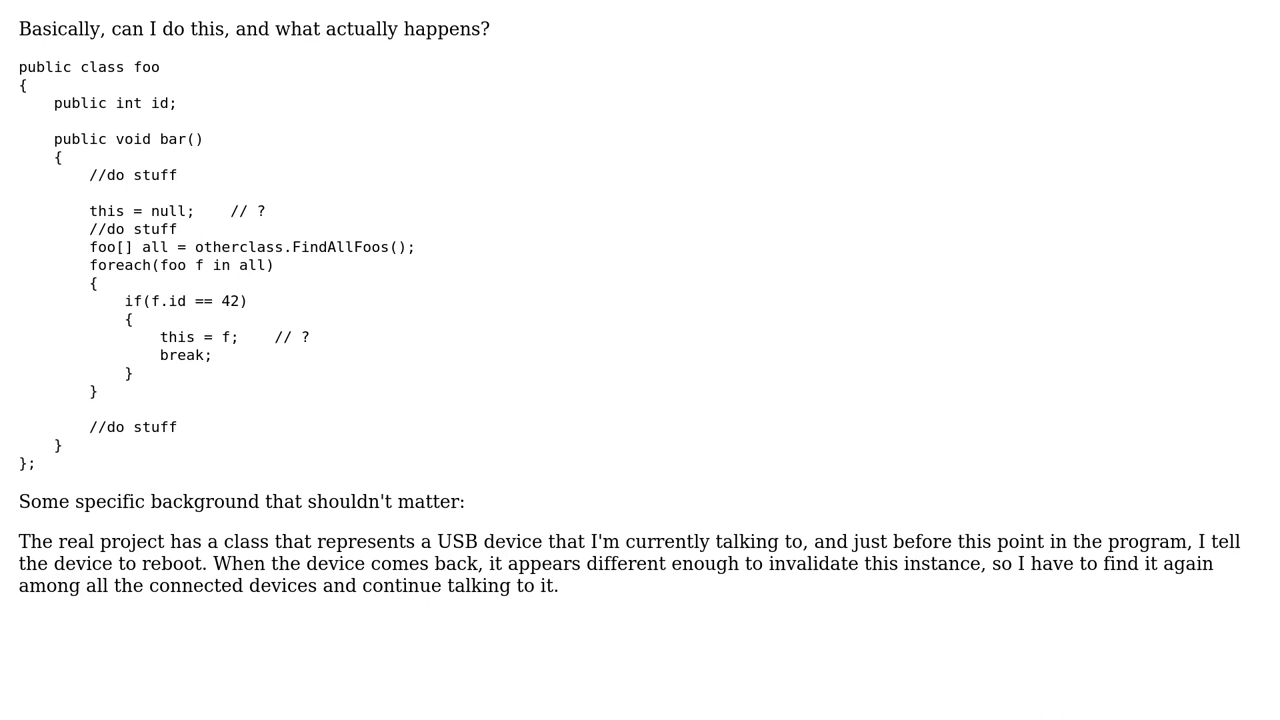 Basically, can I do this, and what actually happens?
public class foo
{
    public int id;
    public void bar()
    {
        //do stuff
        this = null;    // ?
        //do stuff
        foo[] all = otherclass.FindAllFoos();
        foreach(foo f in all)
        {
            if(f.id == 42)
            {
                this = f;    // ?
                break;
            }
        }
        //do stuff
    }
};
Some specific background that shouldn't matter:
The real project has a class that represents a USB device that I'm currently talking to, and just before this point in the program, I tell
the device to reboot. When the device comes back, it appears different enough to invalidate this instance, so I have to find it again
among all the connected devices and continue talking to it.